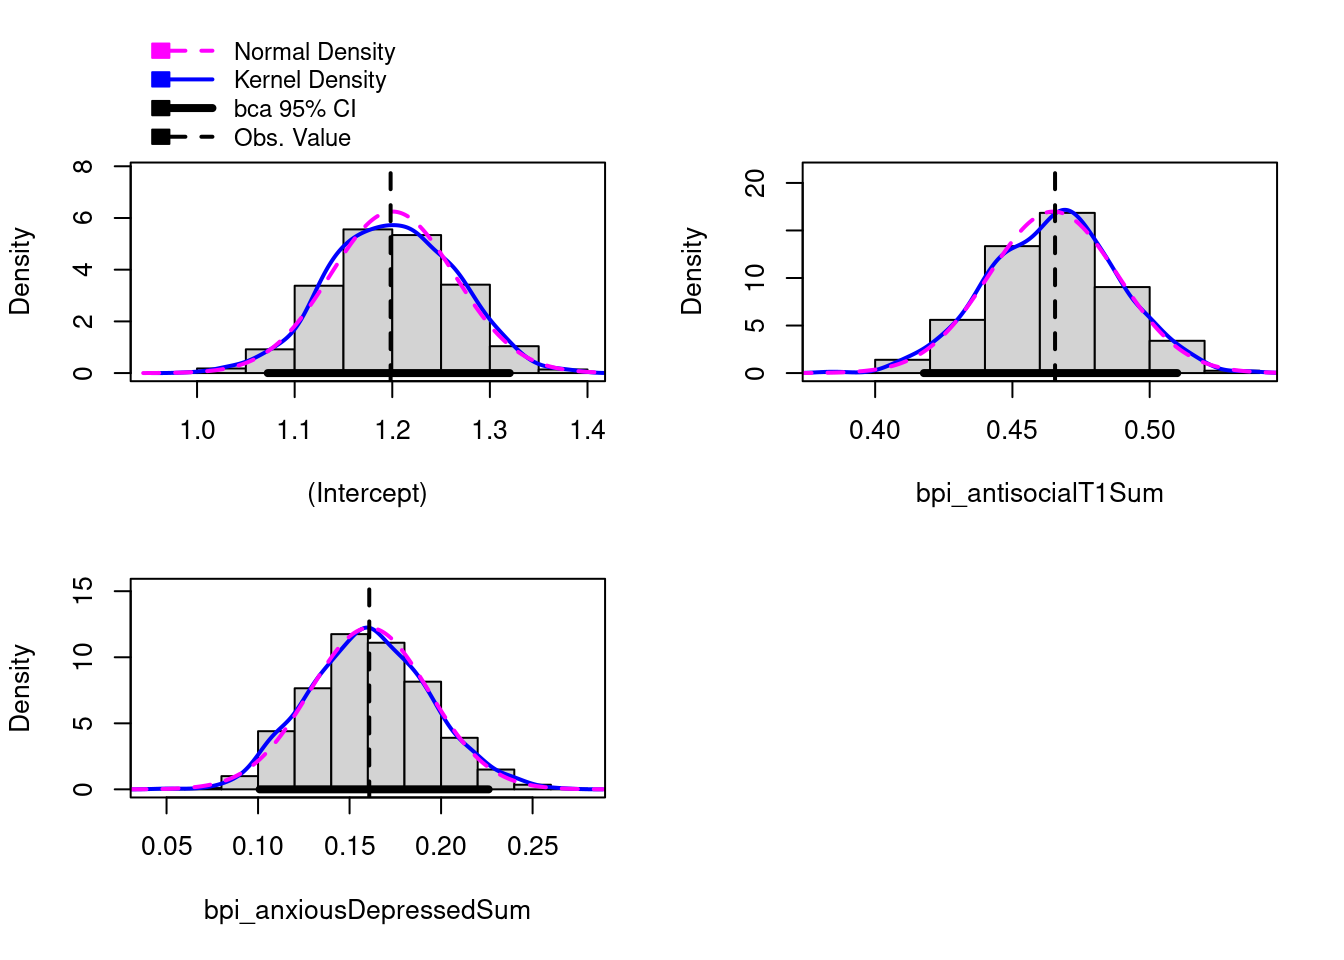 Normal Density
Kernel Density
bca 95% CI
Obs. Value
Density
0 2 4 6 8
1.0 1.1 1.2 1.3 1.4
(Intercept)
Density
0 5 10 20
0.40 0.45 0.50
bpi_antisocialT1Sum
Density
0 5 10 15
0.05 0.10 0.15 0.20 0.25
bpi_anxiousDepressedSum